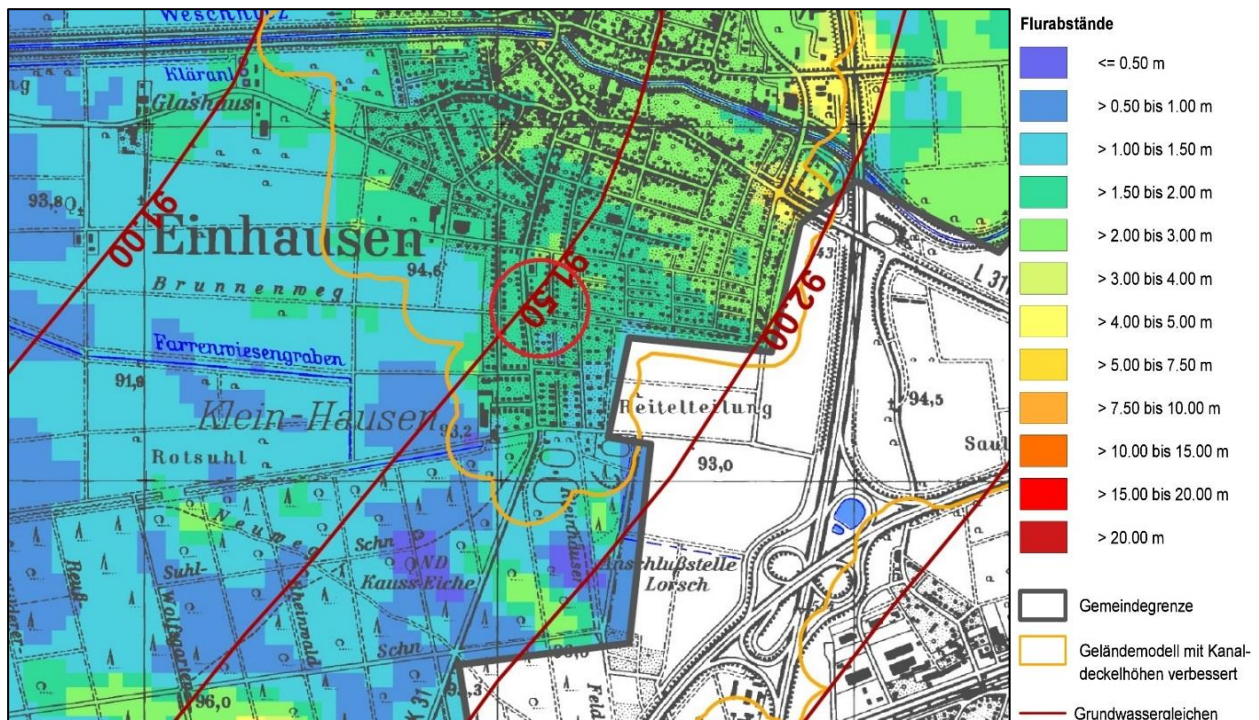 Weschnitz
Kläranl
Glashaus
91.00
93,8
Einhausen
94,6
Brunnenweg
91.50
92.00
L 311
Farrenwiesengraben
91,9
Klein-Hausen
93,2
Reitelteilung
94,5
Rotsuhl
93,0
Neuweg
Schn
ND
Kauss-Eiche
Suhl-
Anschlußstelle
Lorsch
Schn
96,0
K 31
Flurabstände
<= 0.50 m
> 0.50 bis 1.00 m
> 1.00 bis 1.50 m
> 1.50 bis 2.00 m
> 2.00 bis 3.00 m
> 3.00 bis 4.00 m
> 4.00 bis 5.00 m
> 5.00 bis 7.50 m
> 7.50 bis 10.00 m
> 10.00 bis 15.00 m
> 15.00 bis 20.00 m
> 20.00 m
Gemeindegrenze
Geländemodell mit Kanal-
deckelhöhen verbessert
Grundwassergleichen